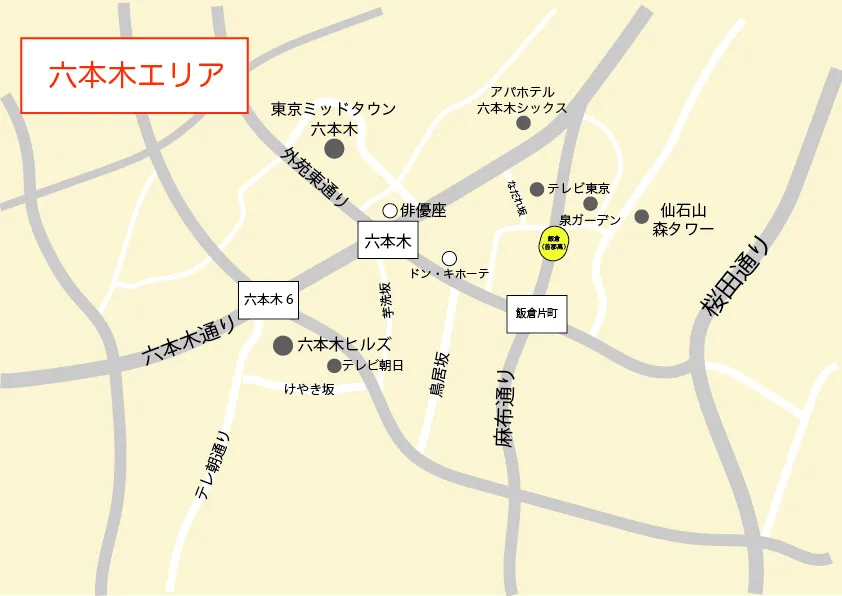 六本木エリア
アパホテル
六本木シックス
東京ミッドタウン
六本木
外苑東通り
なだれ坂
テレビ東京
俳優座
仙石山
森タワー
泉ガーデン
六本木
飯倉
(首都高)
ドン・キホーテ
桜田通り
六本木 6
芋洗坂
飯倉片町
六本木通り
六本木ヒルズ
テレビ朝日
鳥居坂
けやき坂
麻布通り
テレ朝通り